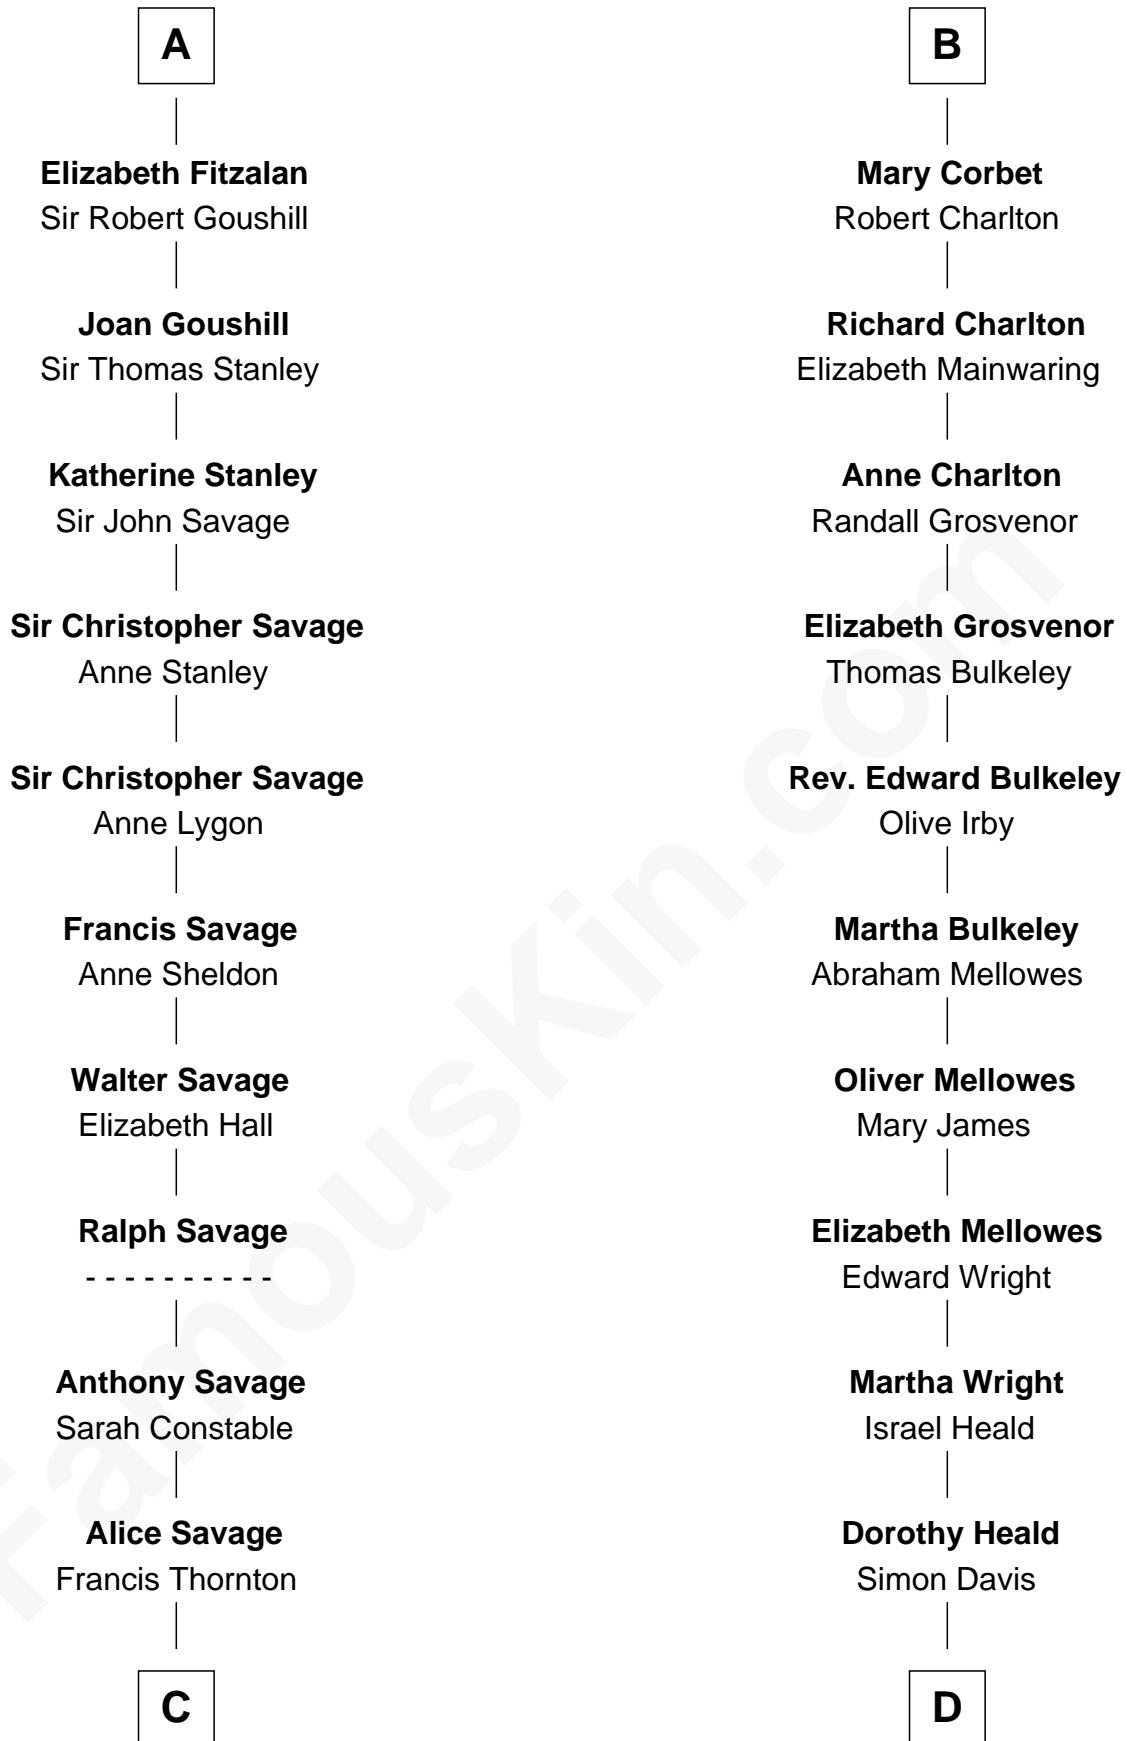 A
Elizabeth Fitzalan
Sir Robert Goushill
Joan Goushill
Sir Thomas Stanley
Katherine Stanley
Sir John Savage
Sir Christopher Savage
Anne Stanley
Sir Christopher Savage
Anne Lygon
Francis Savage
Anne Sheldon
Walter Savage
Elizabeth Hall
Ralph Savage
- - - - - - - - - -
Anthony Savage
Sarah Constable
Alice Savage
Francis Thornton
C
B
Mary Corbet
Robert Charlton
Richard Charlton
Elizabeth Mainwaring
Anne Charlton
Randall Grosvenor
Elizabeth Grosvenor
Thomas Bulkeley
Rev. Edward Bulkeley
Olive Irby
Martha Bulkeley
Abraham Mellowes
Oliver Mellowes
Mary James
Elizabeth Mellowes
Edward Wright
Martha Wright
Israel Heald
Dorothy Heald
Simon Davis
D
FamousKin.com